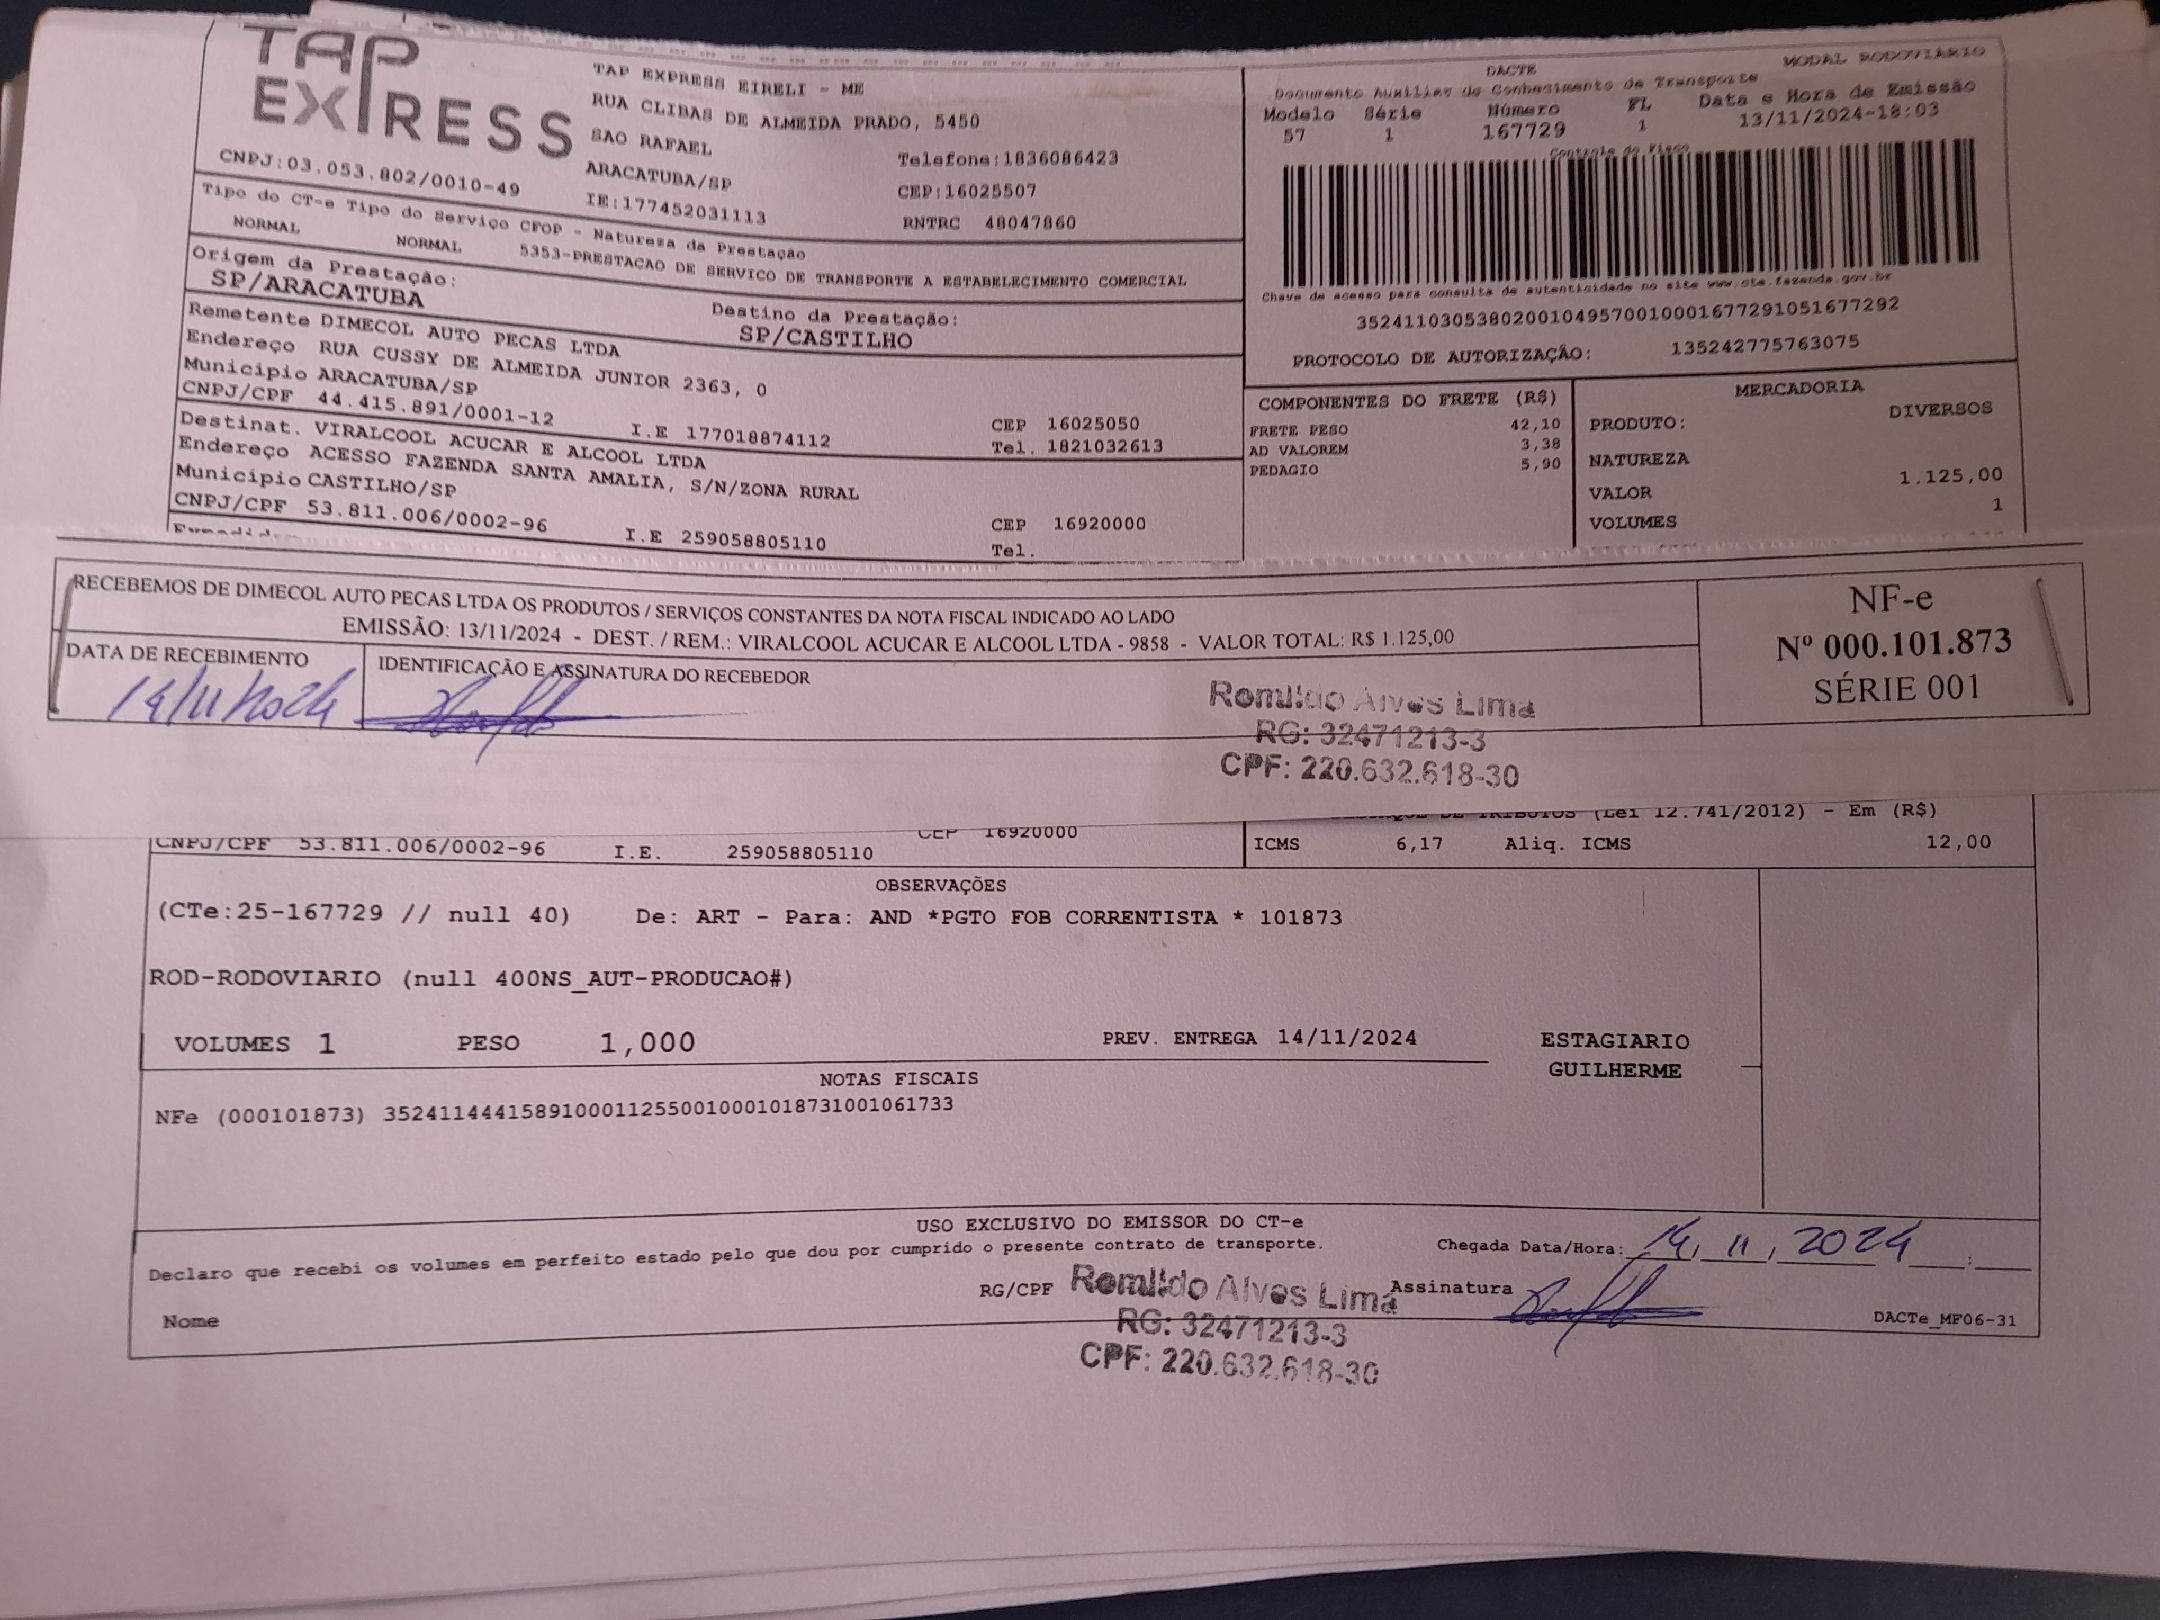 TAP
EXPRESS
TAP EXPRESS EIRELI - ME
RUA CLIBAS DE ALMEIDA PRADO, 5450
SAO RAFAEL
Telefone:1836086423
CNPJ:03.053.802/0010-49
ARACATUBA/SP
CEP:16025507
IE:177452031113
RNTRC 48047860
Tipo do CT-e Tipo do Serviço CFOP - Natureza da Prestação
NORMAL NORMAL 5353-PRESTACAO DE SERVICO DE TRANSPORTE A ESTABELECIMENTO COMERCIAL
Origem da Prestação:
SP/ARACATUBA
Destino da Prestação:
SP/CASTILHO
Remetente DIMECOL AUTO PECAS LTDA
Endereço RUA CUSSY DE ALMEIDA JUNIOR 2363, 0
Município ARACATUBA/SP
CEP 16025050
CNPJ/CPF 44.415.891/0001-12 I.E 177018874112 Tel. 1821032613
Destinat. VIRALCOOL ACUCAR E ALCOOL LTDA
Endereço ACESSO FAZENDA SANTA AMALIA, S/N/ZONA RURAL
Município CASTILHO/SP
CEP 16920000
CNPJ/CPF 53.811.006/0002-96 I.E 259058805110 Tel.
DACTE
MODAL RODOVIÁRIO
Documento Auxiliar do Conhecimento de Transporte
Modelo Série Número FL Data e Hora de Emissão
57 1 167729 1 13/11/2024-18:03
Controle do Fisco
Chave de acesso para consulta de autenticidade no site www.cte.fazenda.gov.br
35241103053802001049570010001677291051677292
PROTOCOLO DE AUTORIZAÇÃO: 135242775763075
COMPONENTES DO FRETE (R$)
FRETE PESO 42,10
AD VALOREM 3,38
PEDAGIO 5,90
MERCADORIA
PRODUTO: DIVERSOS
NATUREZA
VALOR 1.125,00
VOLUMES 1
RECEBEMOS DE DIMECOL AUTO PECAS LTDA OS PRODUTOS / SERVIÇOS CONSTANTES DA NOTA FISCAL INDICADO AO LADO
EMISSÃO: 13/11/2024 - DEST. / REM.: VIRALCOOL ACUCAR E ALCOOL LTDA - 9858 - VALOR TOTAL: R$ 1.125,00
DATA DE RECEBIMENTO
14/11/2024
IDENTIFICAÇÃO E ASSINATURA DO RECEBEDOR
NF-e
Nº 000.101.873
SÉRIE 001
Romildo Alves Lima
RG: 32471213-3
CPF: 220.632.618-30
TRIBUTOS (Lei 12.741/2012) - Em (R$)
CNPJ/CPF 53.811.006/0002-96 I.E. 259058805110 CEP 16920000
ICMS 6,17 Aliq. ICMS 12,00
OBSERVAÇÕES
(CTe:25-167729 // null 40) De: ART - Para: AND *PGTO FOB CORRENTISTA * 101873
ROD-RODOVIARIO (null 400NS_AUT-PRODUCAO#)
VOLUMES 1 PESO 1,000 PREV. ENTREGA 14/11/2024 ESTAGIARIO
GUILHERME
NOTAS FISCAIS
NFe (000101873) 35241144415891000112550010001018731001061733
USO EXCLUSIVO DO EMISSOR DO CT-e
Declaro que recebi os volumes em perfeito estado pelo que dou por cumprido o presente contrato de transporte.
Chegada Data/Hora: 14, 11, 2024 :
Nome
RG/CPF Romildo Alves Lima
Assinatura
RG: 32471213-3
CPF: 220.632.618-30
DACTe_MF06-31